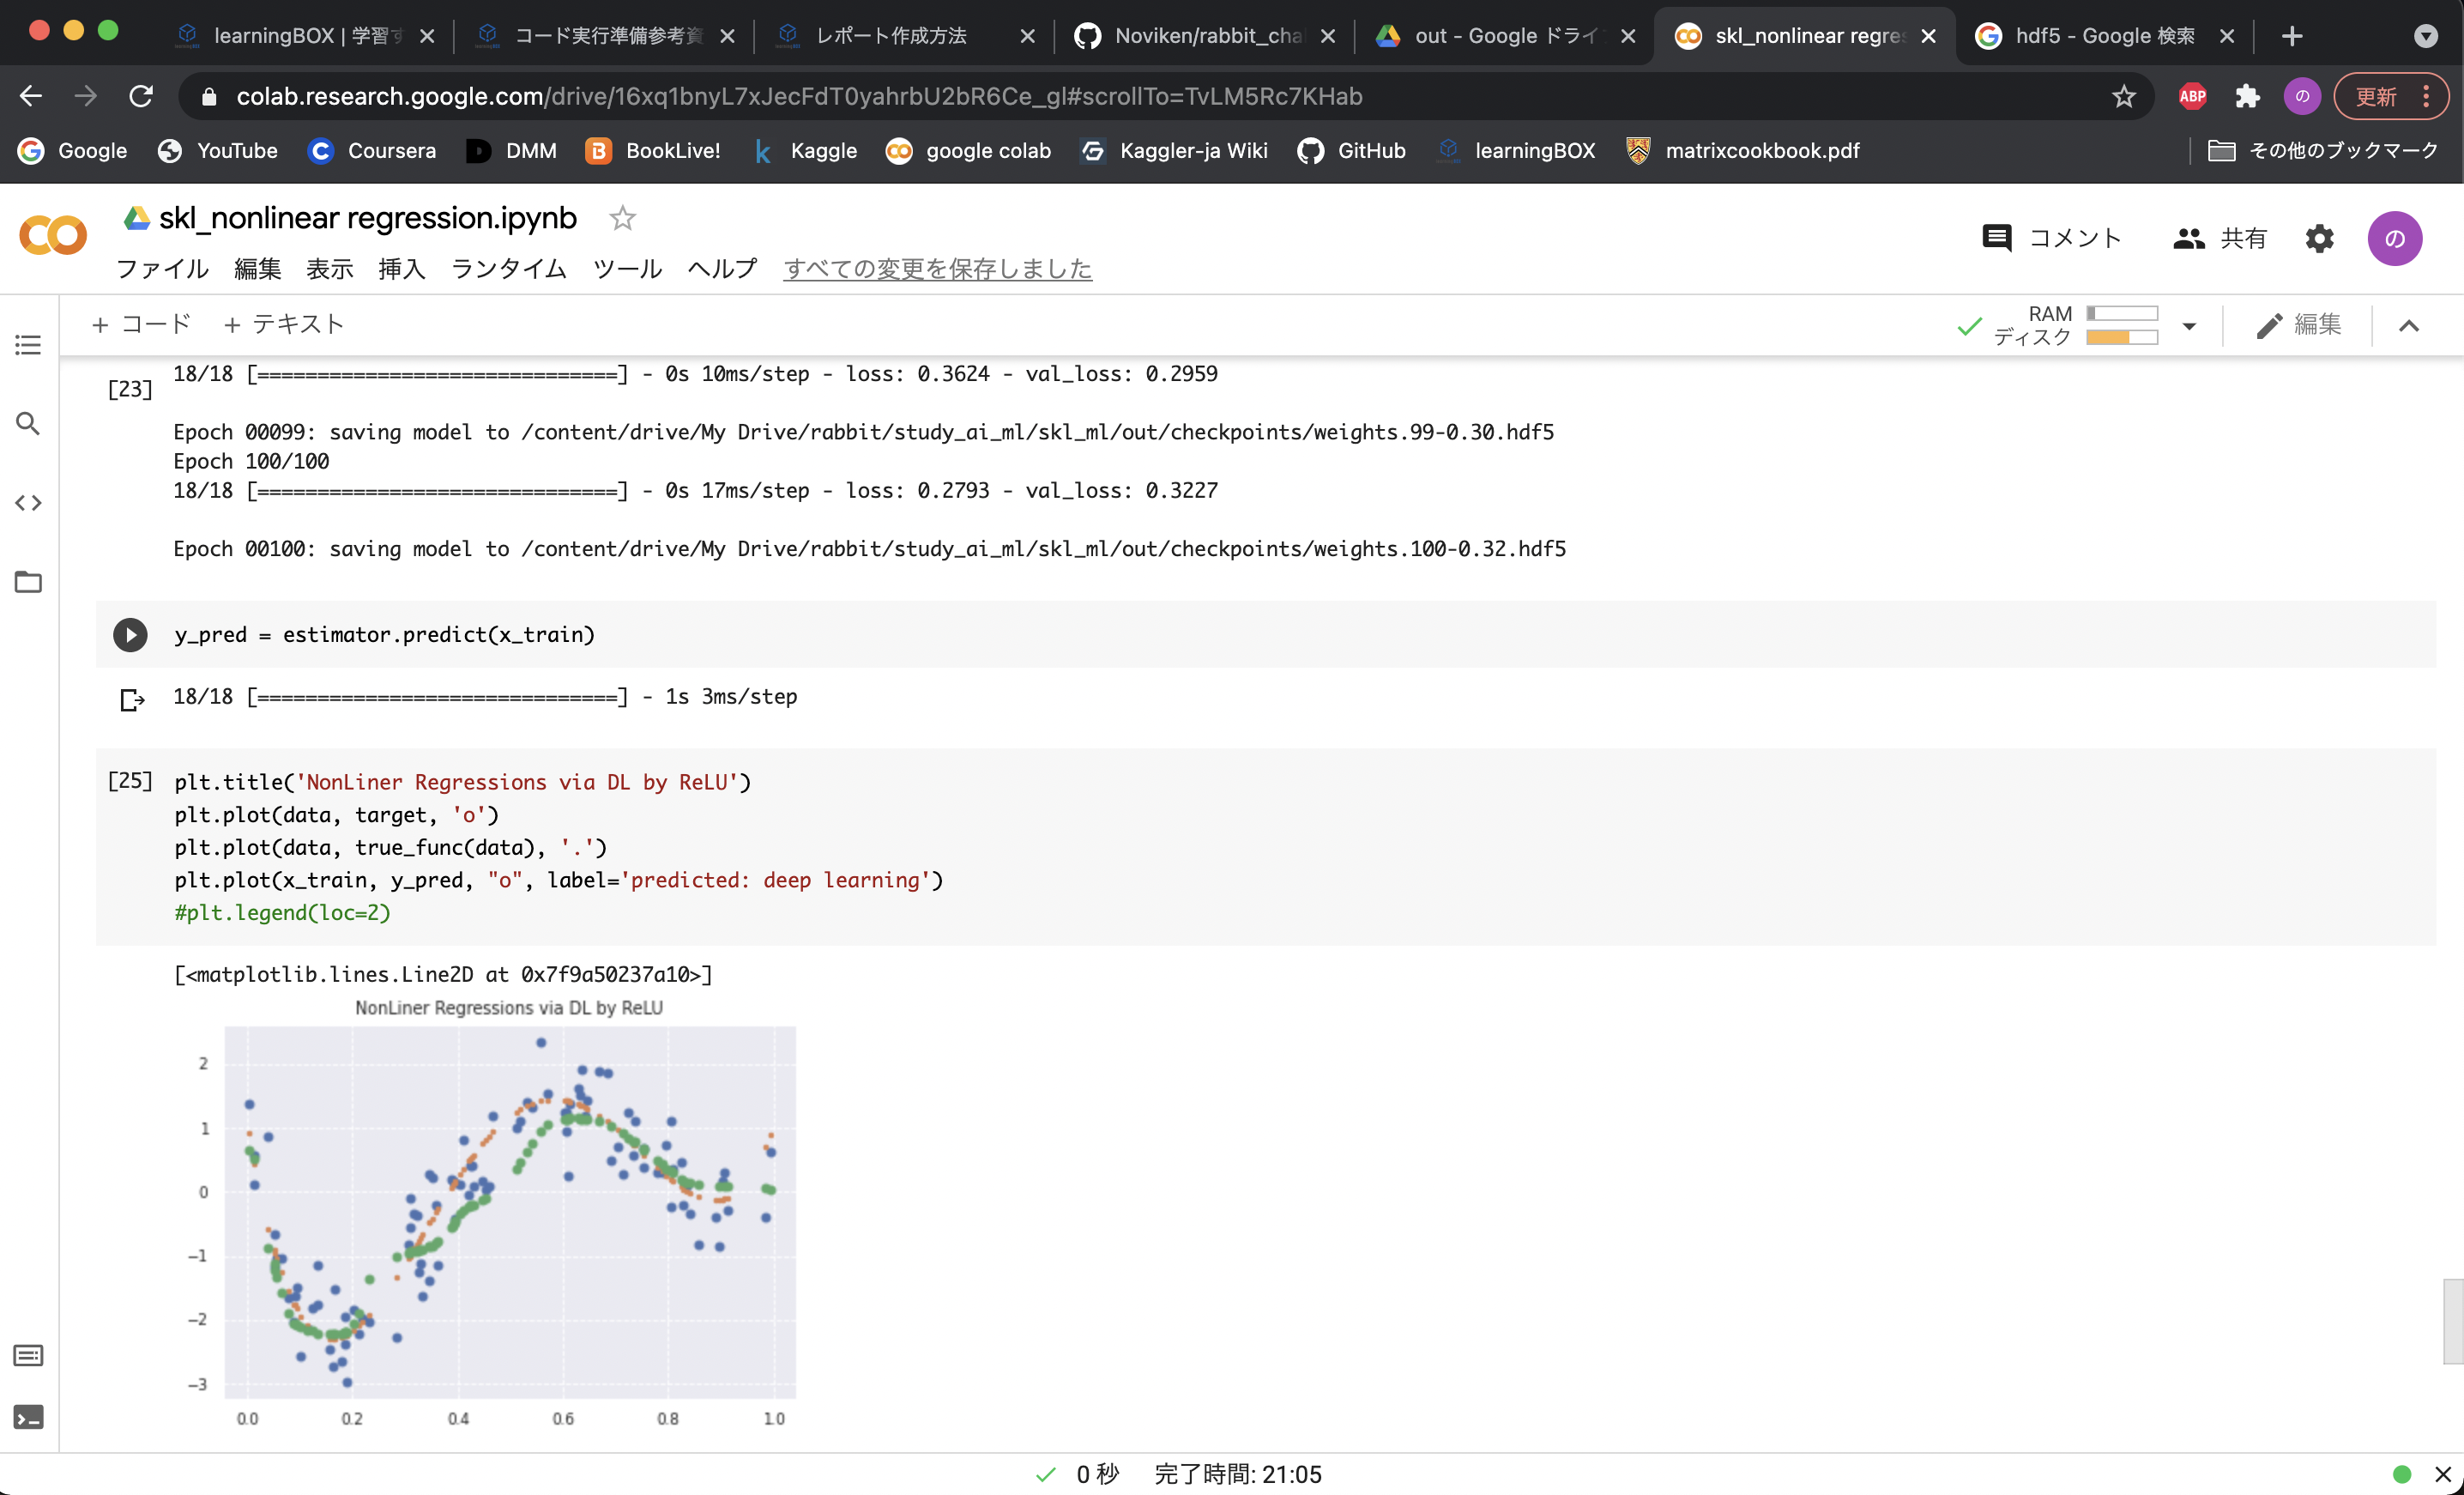 learningBOX | 学習す
コード実行準備参考資
レポート作成方法
Noviken/rabbit_cha
out - Google ドライブ
skl_nonlinear regres
hdf5 - Google 検索
colab.research.google.com/drive/16xq1bnyL7xJecFdT0yahrbU2bR6Ce_gl#scrollTo=TvLM5Rc7KHab
ABP
の
更新
Google
YouTube
Coursera
DMM
BookLive!
Kaggle
google colab
Kaggler-ja Wiki
GitHub
learningBOX
matrixcookbook.pdf
その他のブックマーク
skl_nonlinear regression.ipynb
コメント
共有
の
ファイル 編集 表示 挿入 ランタイム ツール ヘルプ すべての変更を保存しました
+ コード + テキスト
RAM
ディスク
編集
[23]
18/18 [==============================] - 0s 10ms/step - loss: 0.3624 - val_loss: 0.2959
Epoch 00099: saving model to /content/drive/My Drive/rabbit/study_ai_ml/skl_ml/out/checkpoints/weights.99-0.30.hdf5
Epoch 100/100
18/18 [==============================] - 0s 17ms/step - loss: 0.2793 - val_loss: 0.3227
Epoch 00100: saving model to /content/drive/My Drive/rabbit/study_ai_ml/skl_ml/out/checkpoints/weights.100-0.32.hdf5
y_pred = estimator.predict(x_train)
18/18 [==============================] - 1s 3ms/step
[25]
plt.title('NonLiner Regressions via DL by ReLU')
plt.plot(data, target, 'o')
plt.plot(data, true_func(data), '.')
plt.plot(x_train, y_pred, "o", label='predicted: deep learning')
#plt.legend(loc=2)
[<matplotlib.lines.Line2D at 0x7f9a50237a10>]
NonLiner Regressions via DL by ReLU
2
1
0
−1
−2
−3
0.0 0.2 0.4 0.6 0.8 1.0
0 秒 完了時間: 21:05